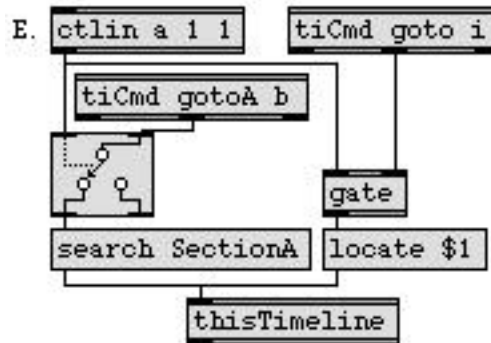 E. ctlin a 1 1 tiCmd goto i
tiCmd gotoA b
gate
search SectionA locate $1
thisTimeline